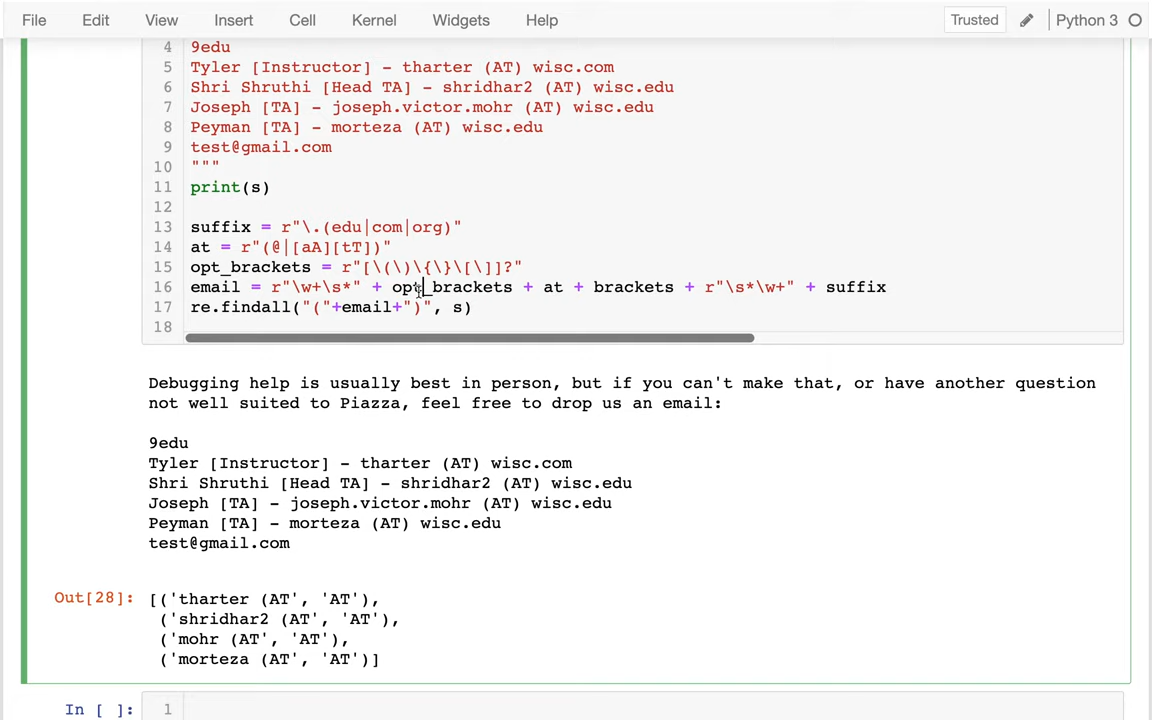 File Edit View Insert Cell Kernel Widgets Help Trusted Python 3
4 9edu
5 Tyler [Instructor] - tharter (AT) wisc.com
6 Shri Shruthi [Head TA] - shridhar2 (AT) wisc.edu
7 Joseph [TA] - joseph.victor.mohr (AT) wisc.edu
8 Peyman [TA] - morteza (AT) wisc.edu
9 test@gmail.com
10 """
11 print(s)
12
13 suffix = r"\.(edu|com|org)"
14 at = r"(@|[aA][tT])"
15 opt_brackets = r"[\(\)\{\}\[\]]?"
16 email = r"\w+\s*" + opt_brackets + at + brackets + r"\s*\w+" + suffix
17 re.findall("("+email+")", s)
18
Debugging help is usually best in person, but if you can't make that, or have another question
not well suited to Piazza, feel free to drop us an email:
9edu
Tyler [Instructor] - tharter (AT) wisc.com
Shri Shruthi [Head TA] - shridhar2 (AT) wisc.edu
Joseph [TA] - joseph.victor.mohr (AT) wisc.edu
Peyman [TA] - morteza (AT) wisc.edu
test@gmail.com
Out[28]: [('tharter (AT', 'AT'),
('shridhar2 (AT', 'AT'),
('mohr (AT', 'AT'),
('morteza (AT', 'AT')]
In [ ]: 1